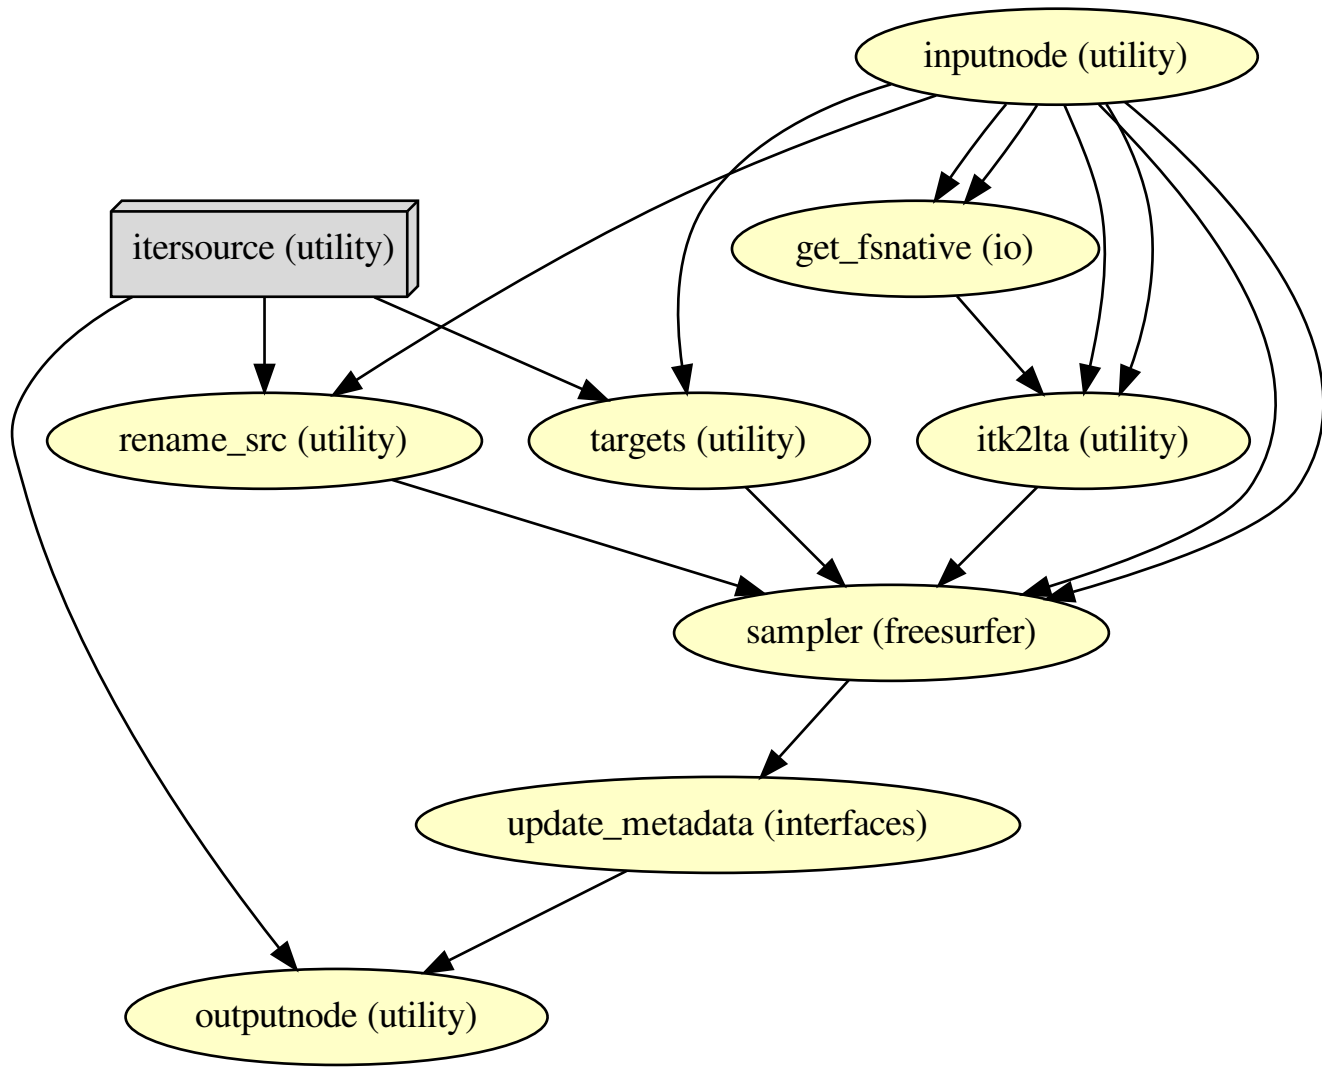 inputnode (utility)
itersource (utility)
get_fsnative (io)
rename_src (utility)
targets (utility)
itk2lta (utility)
sampler (freesurfer)
update_metadata (interfaces)
outputnode (utility)